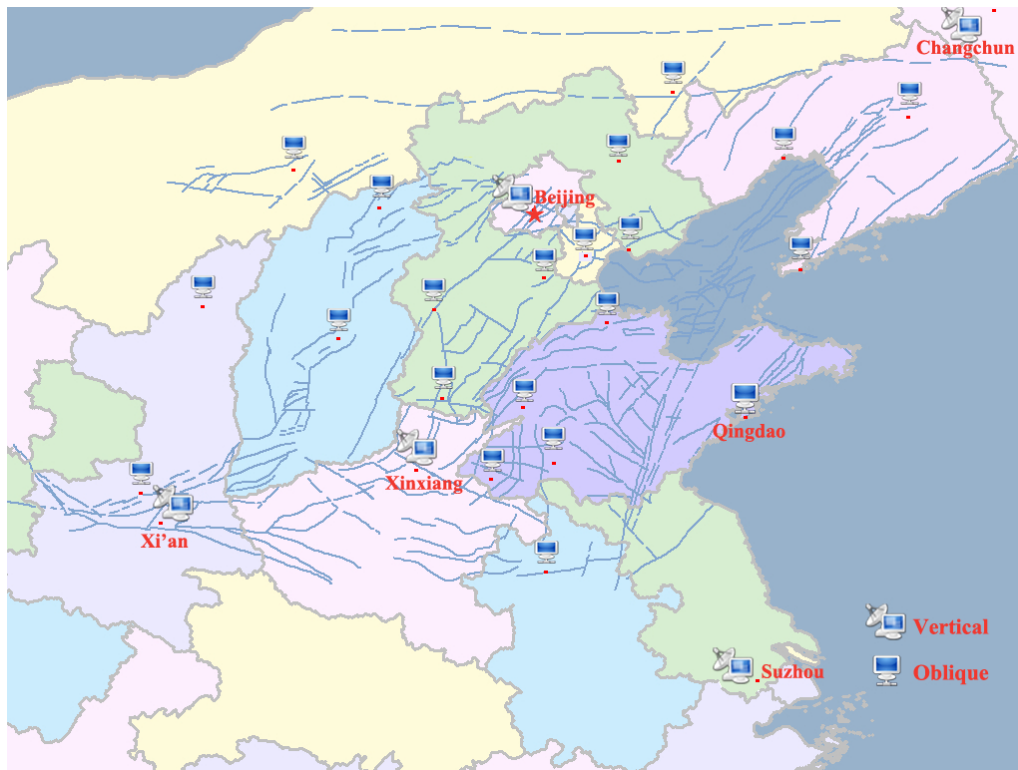 Changchun
Beijing
Qingdao
Xinxiang
Xi'an
Vertical
Suzhou
Oblique